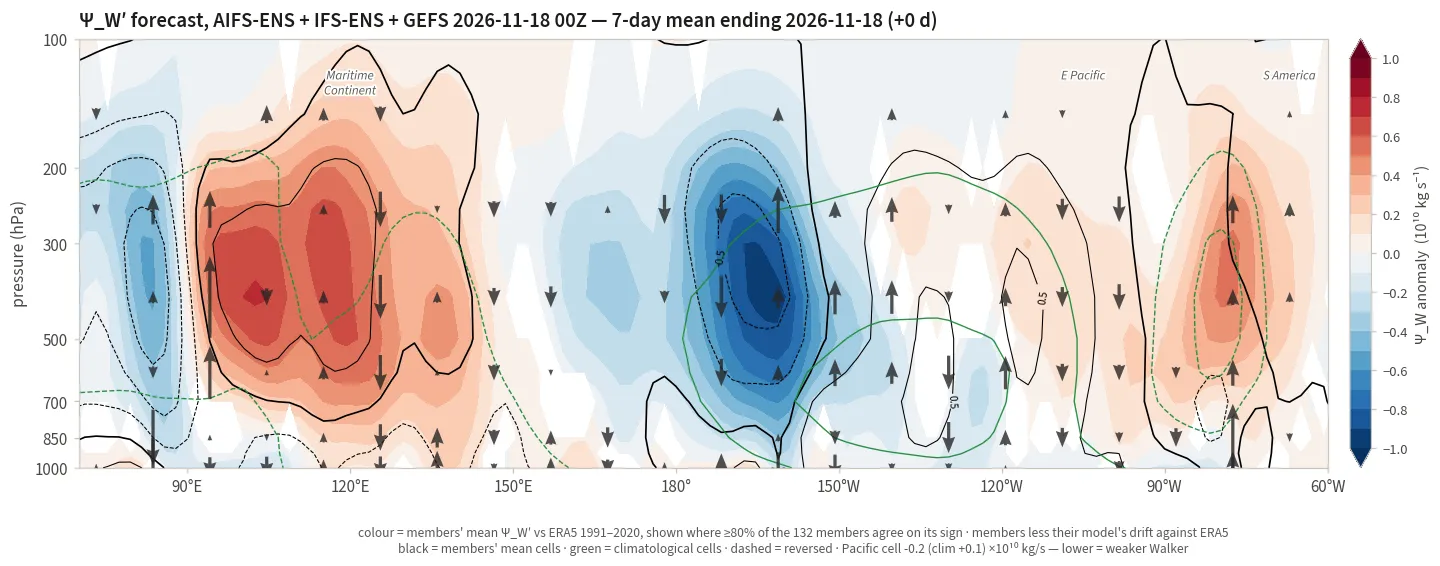 Ψ_W′ forecast, AIFS-ENS + IFS-ENS + GEFS 2026-11-18 00Z — 7-day mean ending 2026-11-18 (+0 d)
100
200
300
400
500
700
850
1000
pressure (hPa)
Maritime
Continent
E Pacific
S America
0.5
0.5
0.5
90°E
120°E
150°E
180°
150°W
120°W
90°W
60°W
1.0
0.8
0.6
0.4
0.2
0.0
−0.2
−0.4
−0.6
−0.8
−1.0
Ψ_W anomaly (10¹⁰ kg s⁻¹)
colour = members' mean Ψ_W′ vs ERA5 1991–2020, shown where ≥80% of the 132 members agree on its sign · members less their model's drift against ERA5
black = members' mean cells · green = climatological cells · dashed = reversed · Pacific cell -0.2 (clim +0.1) ×10¹⁰ kg/s — lower = weaker Walker